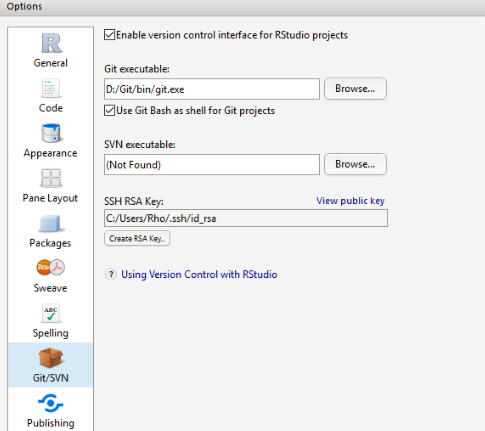 Options
General
Code
Appearance
Pane Layout
Packages
Sweave
ABC
Spelling
Git/SVN
Publishing
Enable version control interface for RStudio projects
Git executable:
D:/Git/bin/git.exe
Browse...
Use Git Bash as shell for Git projects
SVN executable:
(Not Found)
Browse...
SSH RSA Key:
View public key
C:/Users/Rho/.ssh/id_rsa
Create RSA Key...
? Using Version Control with RStudio